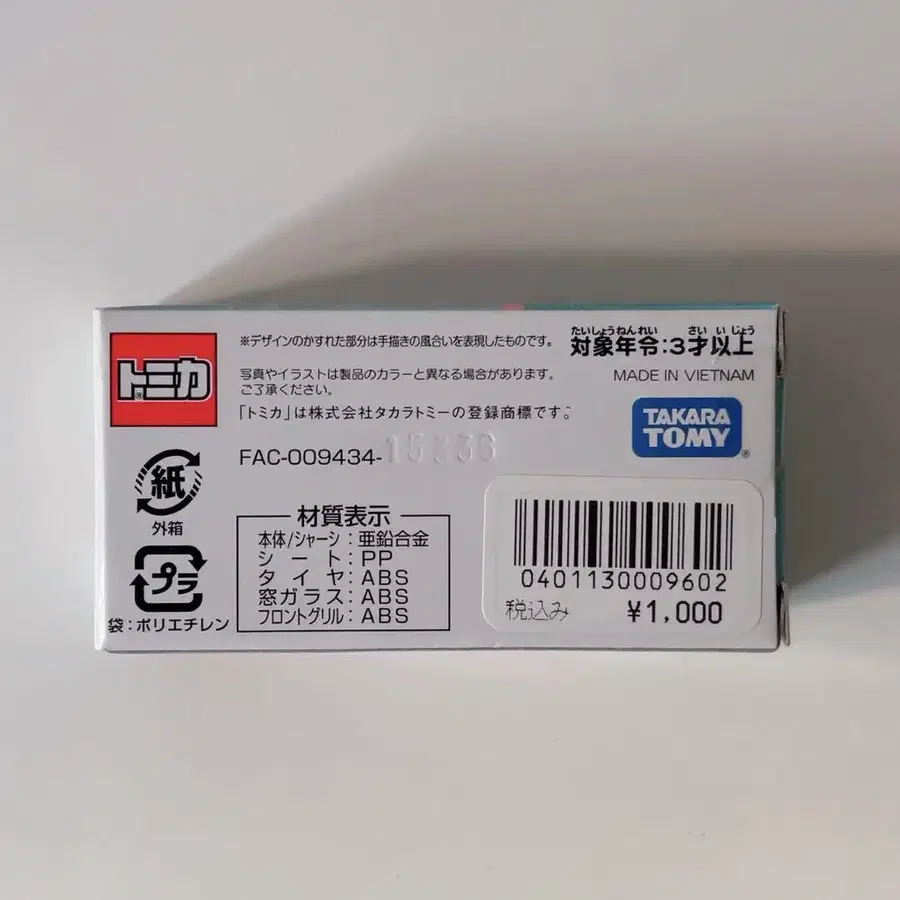 トミカ®
※デザインのかすれた部分は手描きの風合いを表現したものです。
写真やイラストは製品のカラーと異なる場合があります。
ご了承ください。
「トミカ」は株式会社タカラトミーの登録商標です。
FAC-009434-15336
たいしょうねんれい さいいじょう
対象年令:3才以上
MADE IN VIETNAM
TAKARA
TOMY®
紙
外箱
プラ
袋:ポリエチレン
材質表示
本体/シャーシ:亜鉛合金
シート:PP
タイヤ:ABS
窓ガラス:ABS
フロントグリル:ABS
0401130009602
税込み ¥1,000